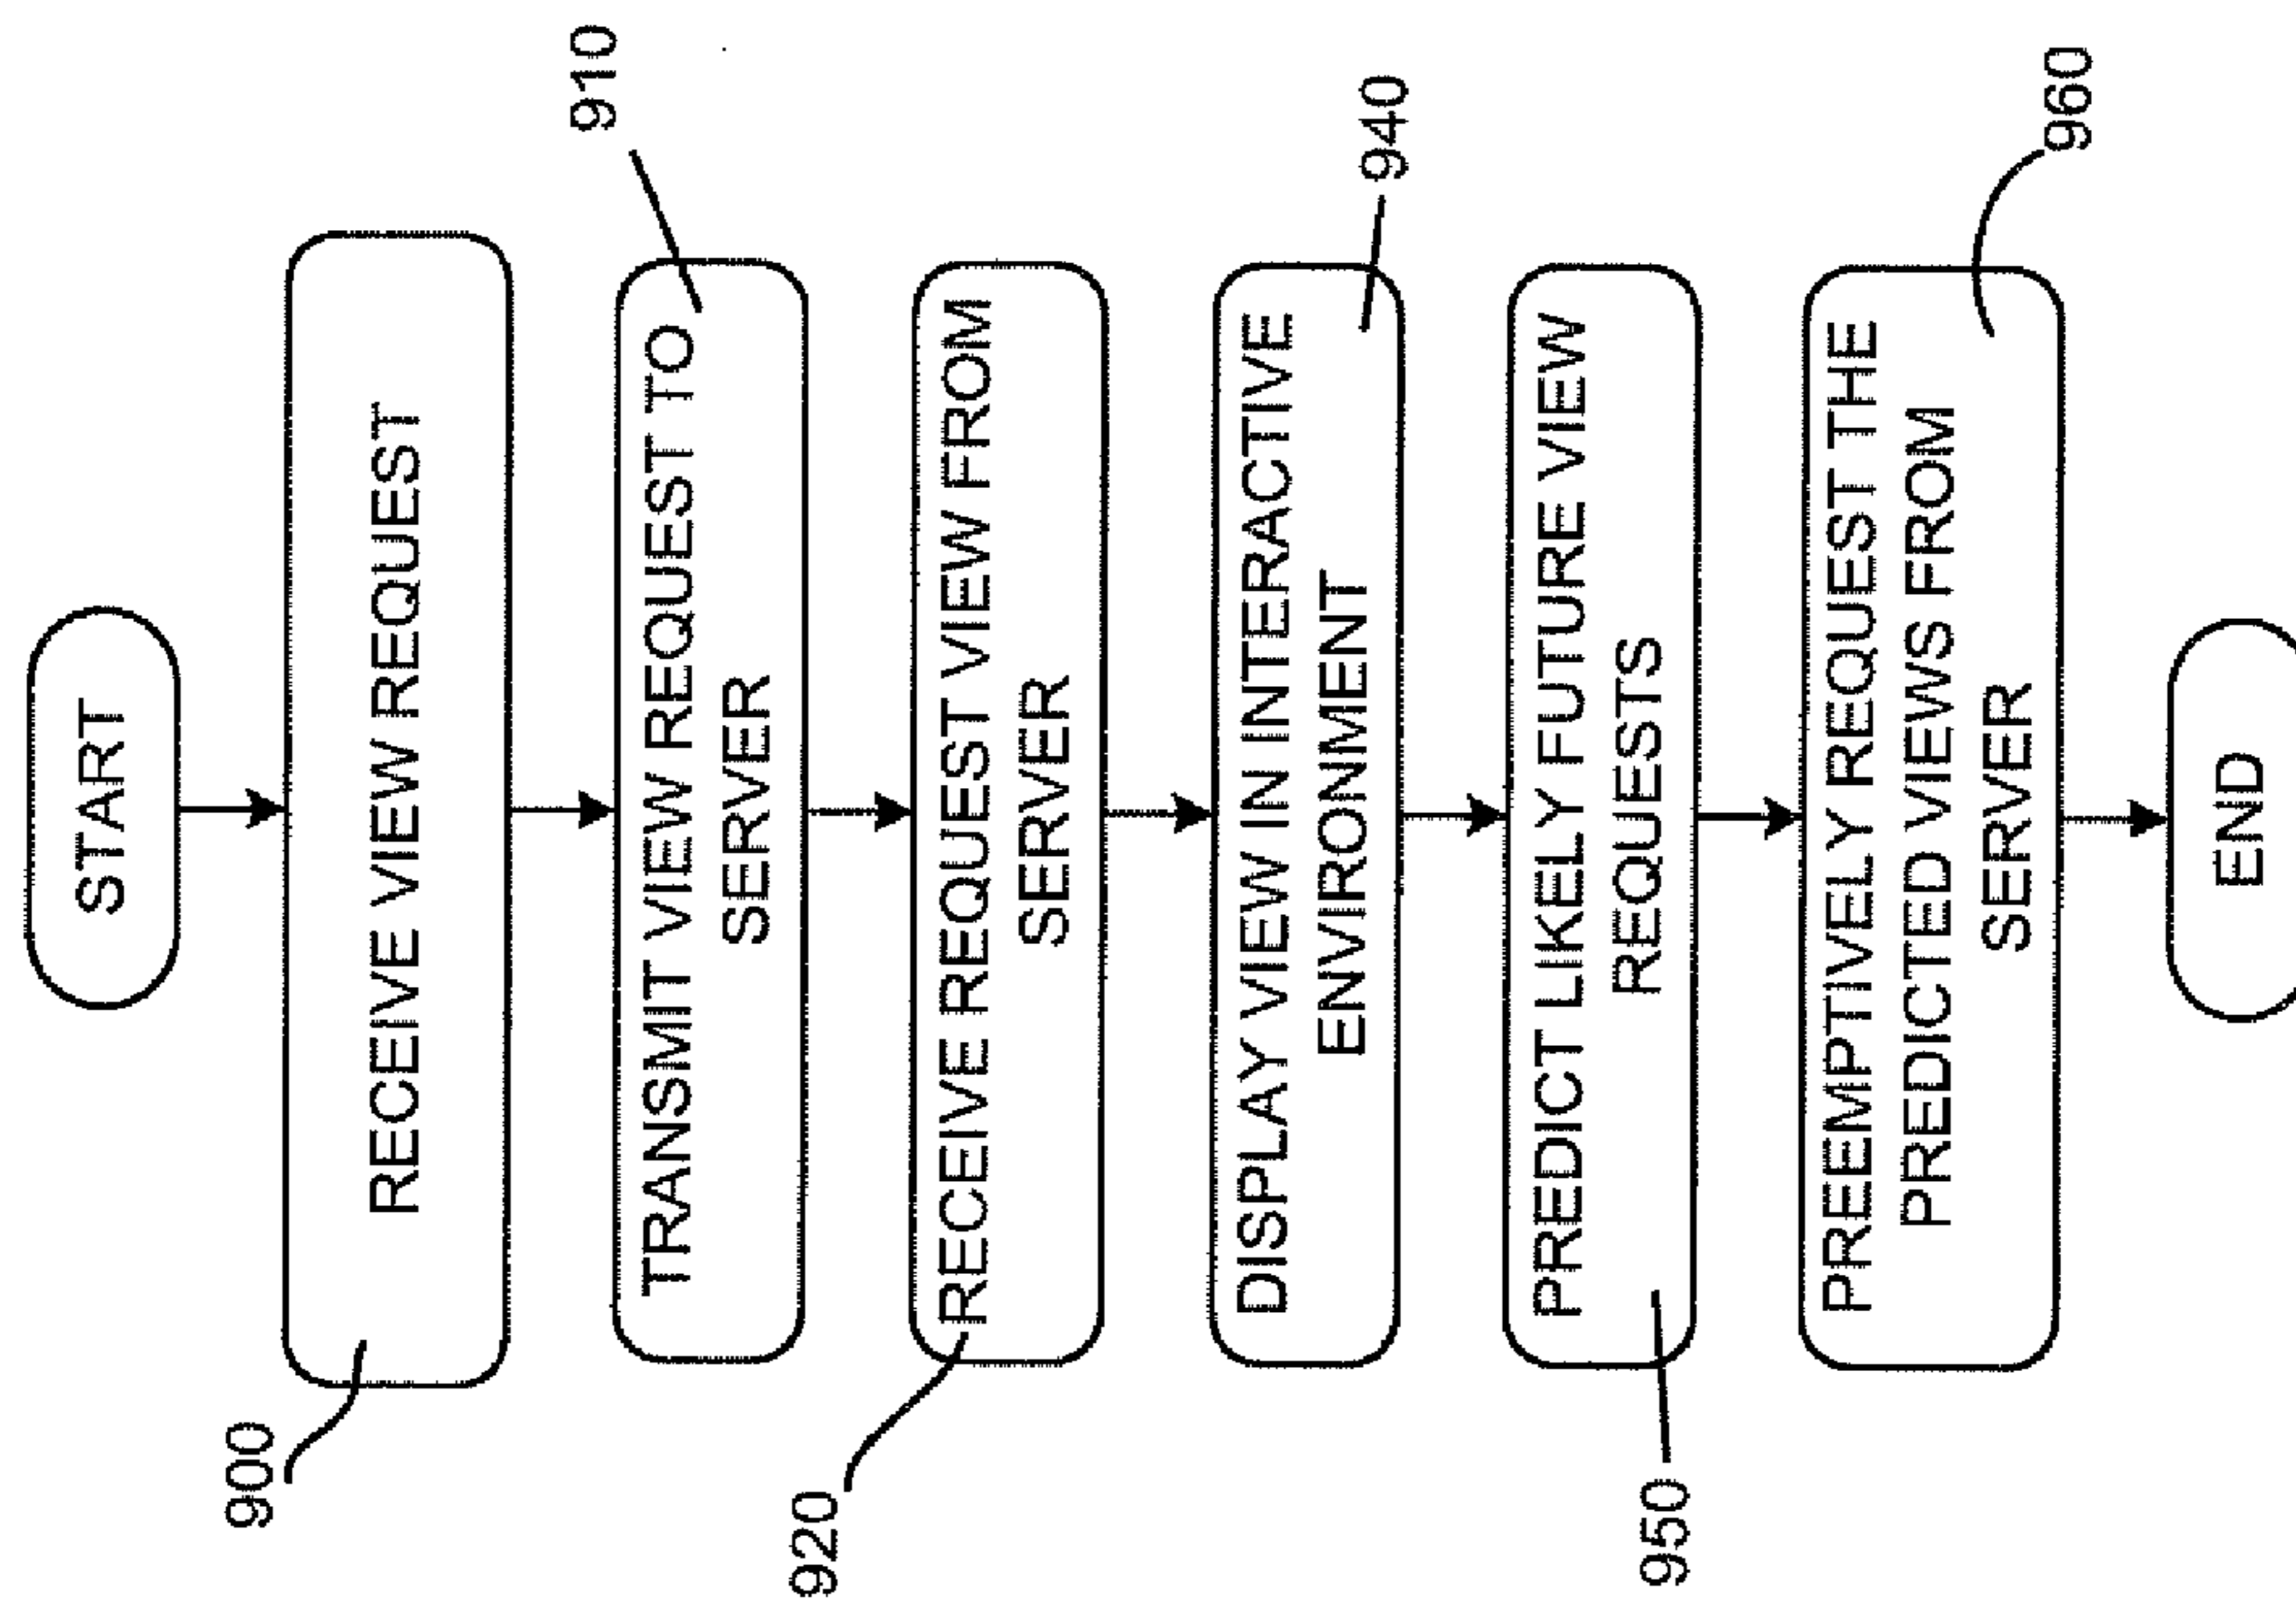 START
900
RECEIVE VIEW REQUEST
910
TRANSMIT VIEW REQUEST TO
SERVER
920
RECEIVE REQUEST VIEW FROM
SERVER
940
DISPLAY VIEW IN INTERACTIVE
ENVIRONMENT
950
PREDICT LIKELY FUTURE VIEW
REQUESTS
960
PREEMPTIVELY REQUEST THE
PREDICTED VIEWS FROM
SERVER
END